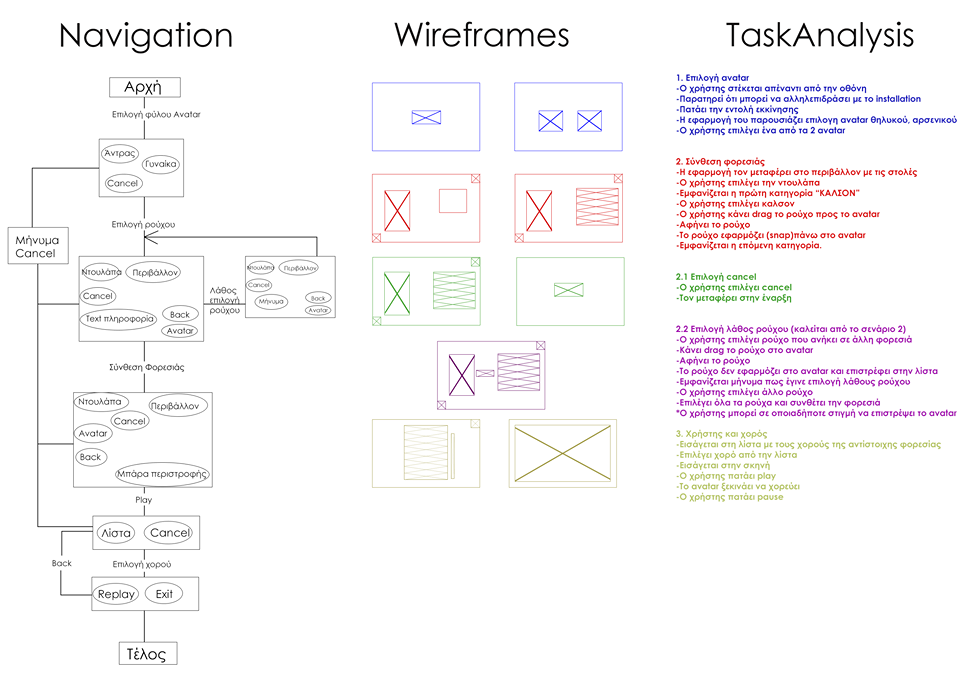 Navigation
Αρχή
Επιλογή φύλου Avatar
Άντρας
Γυναίκα
Cancel
Μήνυμα
Cancel
Επιλογή ρούχου
Ντουλάπα
Περιβάλλον
Cancel
Text πληροφορία
Back
Avatar
Λάθος
επιλογή
ρούχου
Ντουλάπα
Περιβάλλον
Cancel
Μήνυμα
Back
Avatar
Σύνθεση Φορεσιάς
Ντουλάπα
Περιβάλλον
Cancel
Avatar
Back
Μπάρα περιστροφής
Play
Λίστα
Cancel
Back
Επιλογή χορού
Replay
Exit
Τέλος
Wireframes
TaskAnalysis
1. Επιλογή avatar
-Ο χρήστης στέκεται απέναντι από την οθόνη
-Παρατηρεί ότι μπορεί να αλληλεπιδράσει με το installation
-Πατάει την εντολή εκκίνησης
-Η εφαρμογή του παρουσιάζει επιλογη avatar θηλυκού, αρσενικού
-Ο χρήστης επιλέγει ένα από τα 2 avatar
2. Σύνθεση φορεσιάς
-Η εφαρμογή τον μεταφέρει στο περιβάλλον με τις στολές
-Ο χρήστης επιλέγει την ντουλάπα
-Εμφανίζεται η πρώτη κατηγορία "ΚΑΛΣΟΝ"
-Ο χρήστης επιλέγει καλσον
-Ο χρήστης κάνει drag το ρούχο προς το avatar
-Αφήνει το ρούχο
-Το ρούχο εφαρμόζει (snap)πάνω στο avatar
-Εμφανίζεται η επόμενη κατηγορία.
2.1 Επιλογή cancel
-Ο χρήστης επιλέγει cancel
-Τον μεταφέρει στην έναρξη
2.2 Επιλογή λάθος ρούχου (καλείται από το σενάριο 2)
-Ο χρήστης επιλέγει ρούχο που ανήκει σε άλλη φορεσιά
-Κάνει drag το ρούχο στο avatar
-Αφήνει το ρούχο
-Το ρούχο δεν εφαρμόζει στο avatar και επιστρέφει στην λίστα
-Εμφανίζεται μήνυμα πως έγινε επιλογή λάθους ρούχου
-Ο χρήστης επιλέγει άλλο ρούχο
-Επιλέγει όλα τα ρούχα και συνθέτει την φορεσιά
*Ο χρήστης μπορεί σε οποιαδήποτε στιγμή να επιστρέψει το avatar
3. Χρήστης και χορός
-Εισάγεται στη λίστα με τους χορούς της αντίστοιχης φορεσίας
-Επιλέγει χορό από την λίστα
-Εισάγεται στην σκηνή
-Ο χρήστης πατάει play
-Το avatar ξεκινάει να χορεύει
-Ο χρήστης πατάει pause